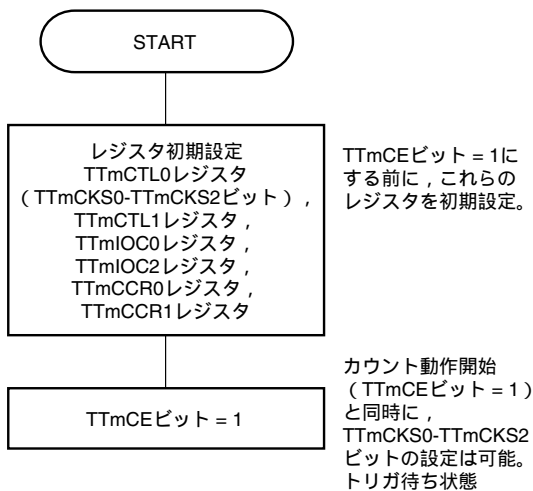 START
レジスタ初期設定
TTmCTL0レジスタ
（TTmCKS0-TTmCKS2ビット），
TTmCTL1レジスタ，
TTmIOC0レジスタ，
TTmIOC2レジスタ，
TTmCCR0レジスタ，
TTmCCR1レジスタ
TTmCEビット = 1に
する前に，これらの
レジスタを初期設定。
TTmCEビット = 1
カウント動作開始
（TTmCEビット = 1）
と同時に，
TTmCKS0-TTmCKS2
ビットの設定は可能。
トリガ待ち状態